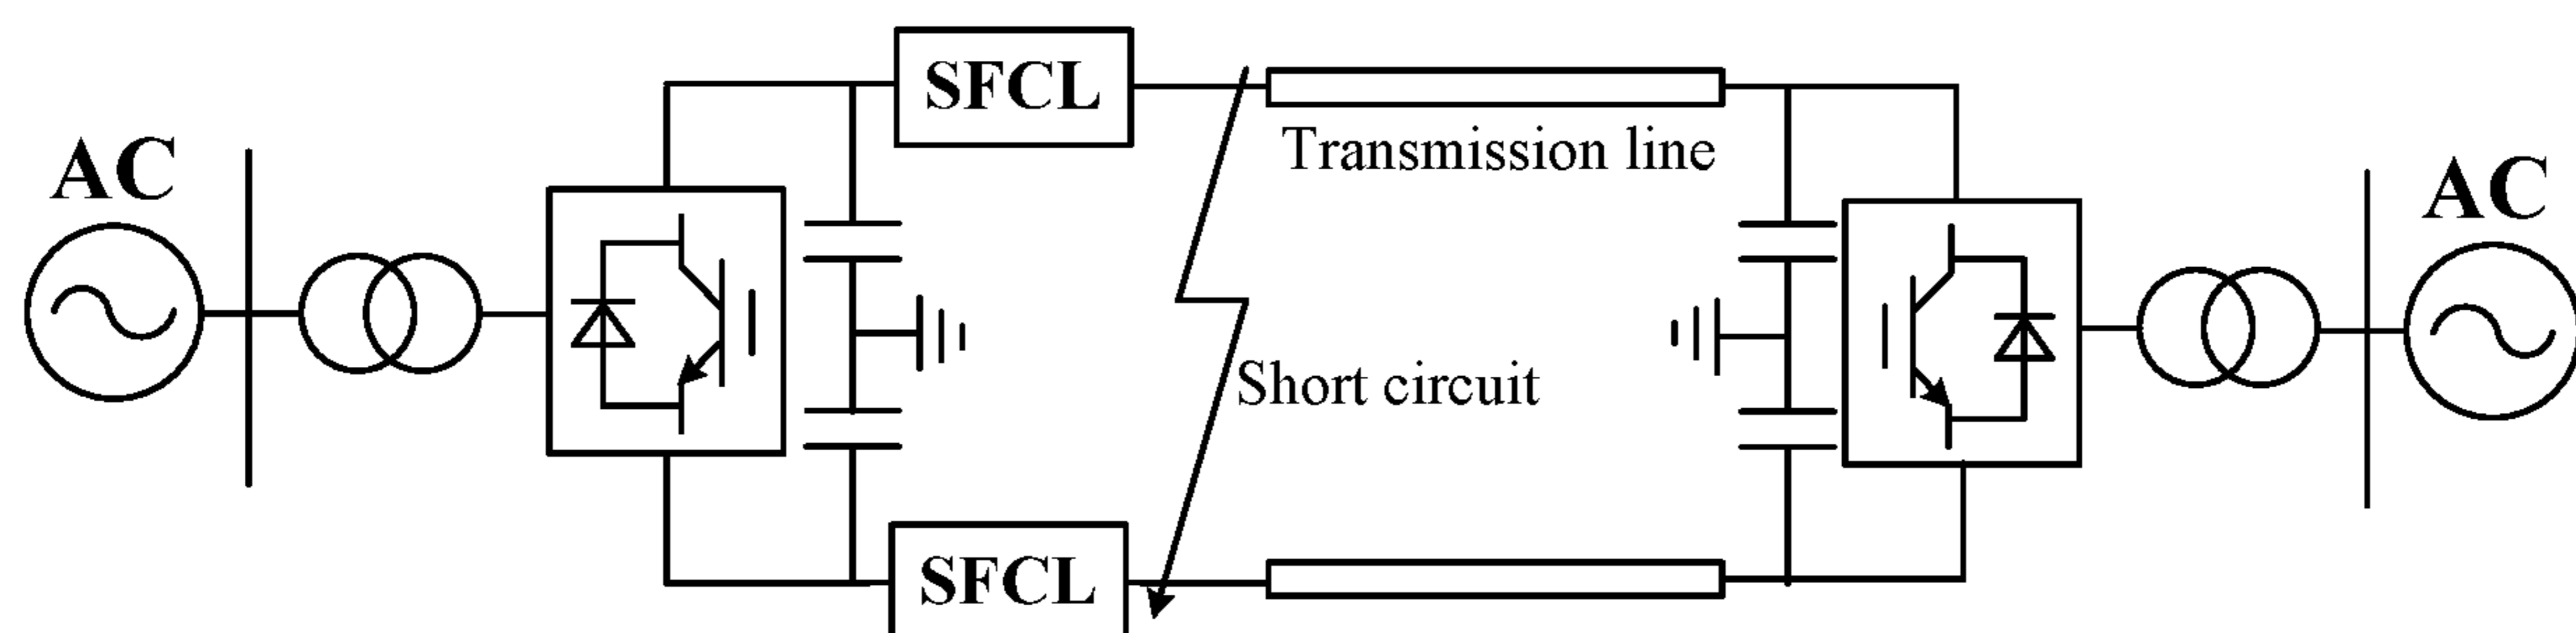 SFCL
AC
Transmission line
AC
Short circuit
SFCL